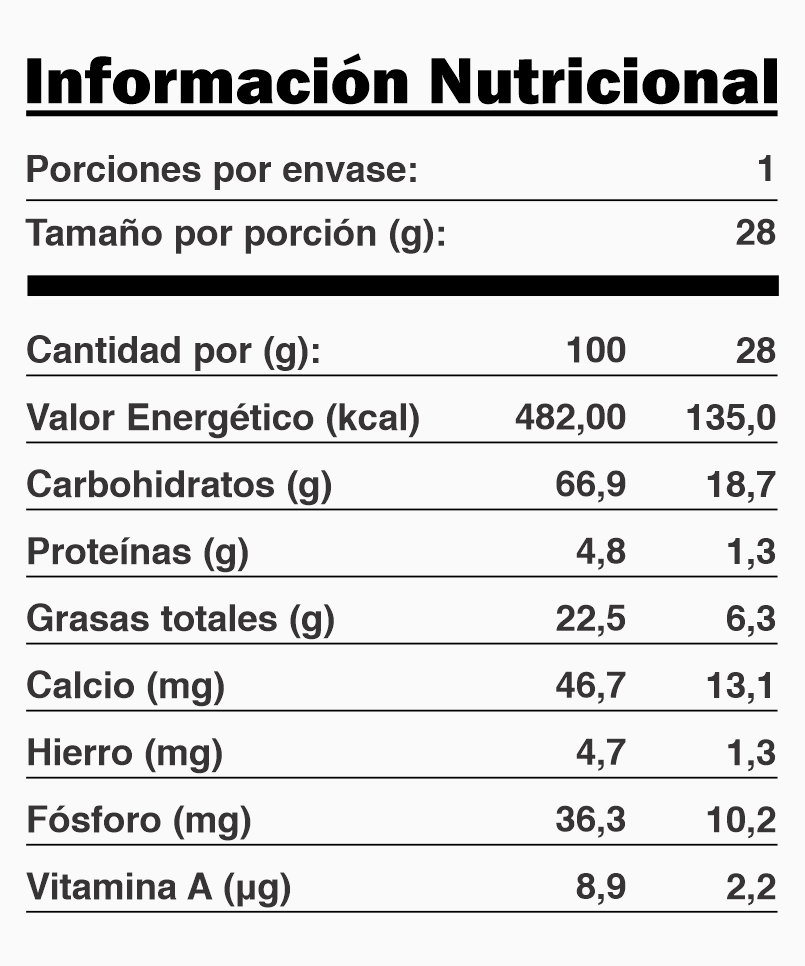 Información Nutricional
Porciones por envase: 1
Tamaño por porción (g): 28
Cantidad por (g): 100 28
Valor Energético (kcal) 482,00 135,0
Carbohidratos (g) 66,9 18,7
Proteínas (g) 4,8 1,3
Grasas totales (g) 22,5 6,3
Calcio (mg) 46,7 13,1
Hierro (mg) 4,7 1,3
Fósforo (mg) 36,3 10,2
Vitamina A (µg) 8,9 2,2